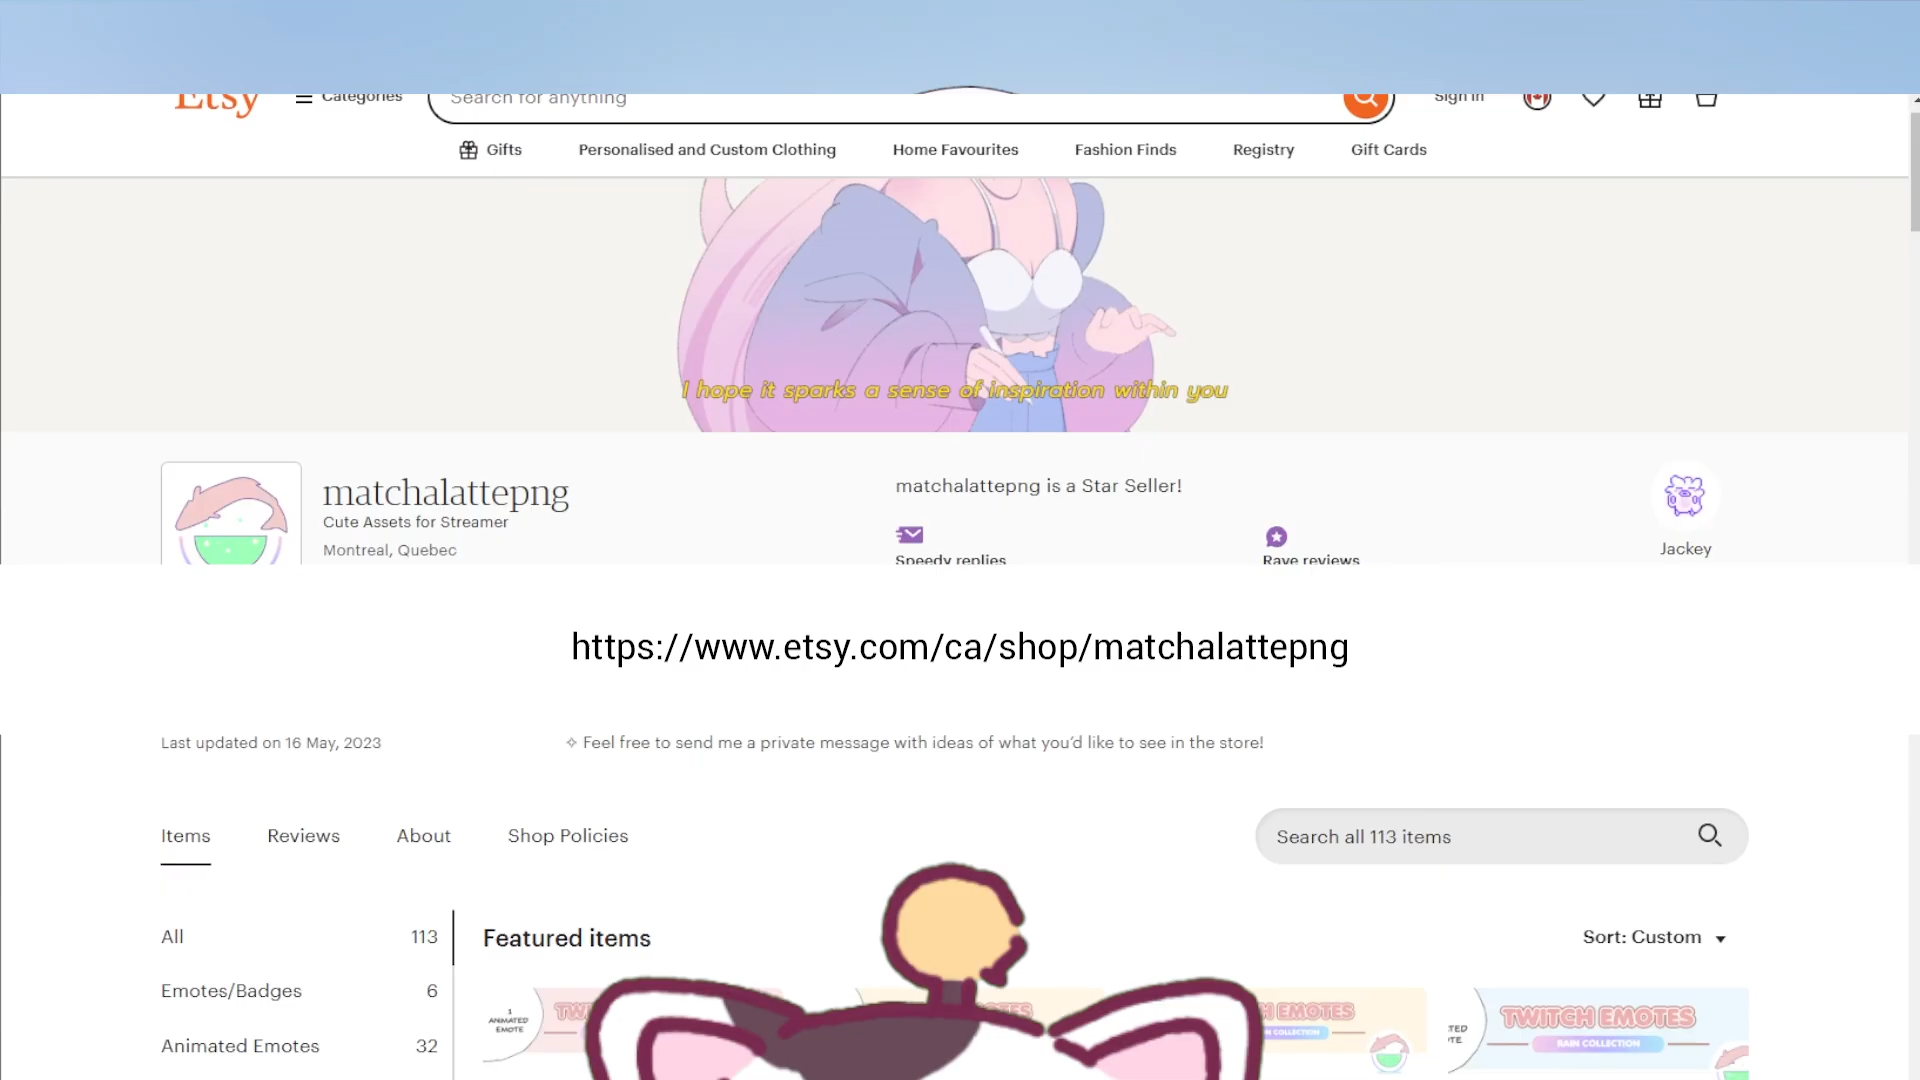 Etsy
Categories
Search for anything
Sign in
Gifts
Personalised and Custom Clothing
Home Favourites
Fashion Finds
Registry
Gift Cards
I hope it sparks a sense of inspiration within you
matchalattepng
Cute Assets for Streamer
Montreal, Quebec
matchalattepng is a Star Seller!
Speedy replies
Rave reviews
Jackey
https://www.etsy.com/ca/shop/matchalattepng
Last updated on 16 May, 2023
✧ Feel free to send me a private message with ideas of what you’d like to see in the store!
Items
Reviews
About
Shop Policies
Search all 113 items
All 113
Emotes/Badges 6
Animated Emotes 32
Featured items
Sort: Custom
1
ANIMATED
EMOTE
EMOTES
COLLECTION
TWITCH EMOTES
RAIN COLLECTION